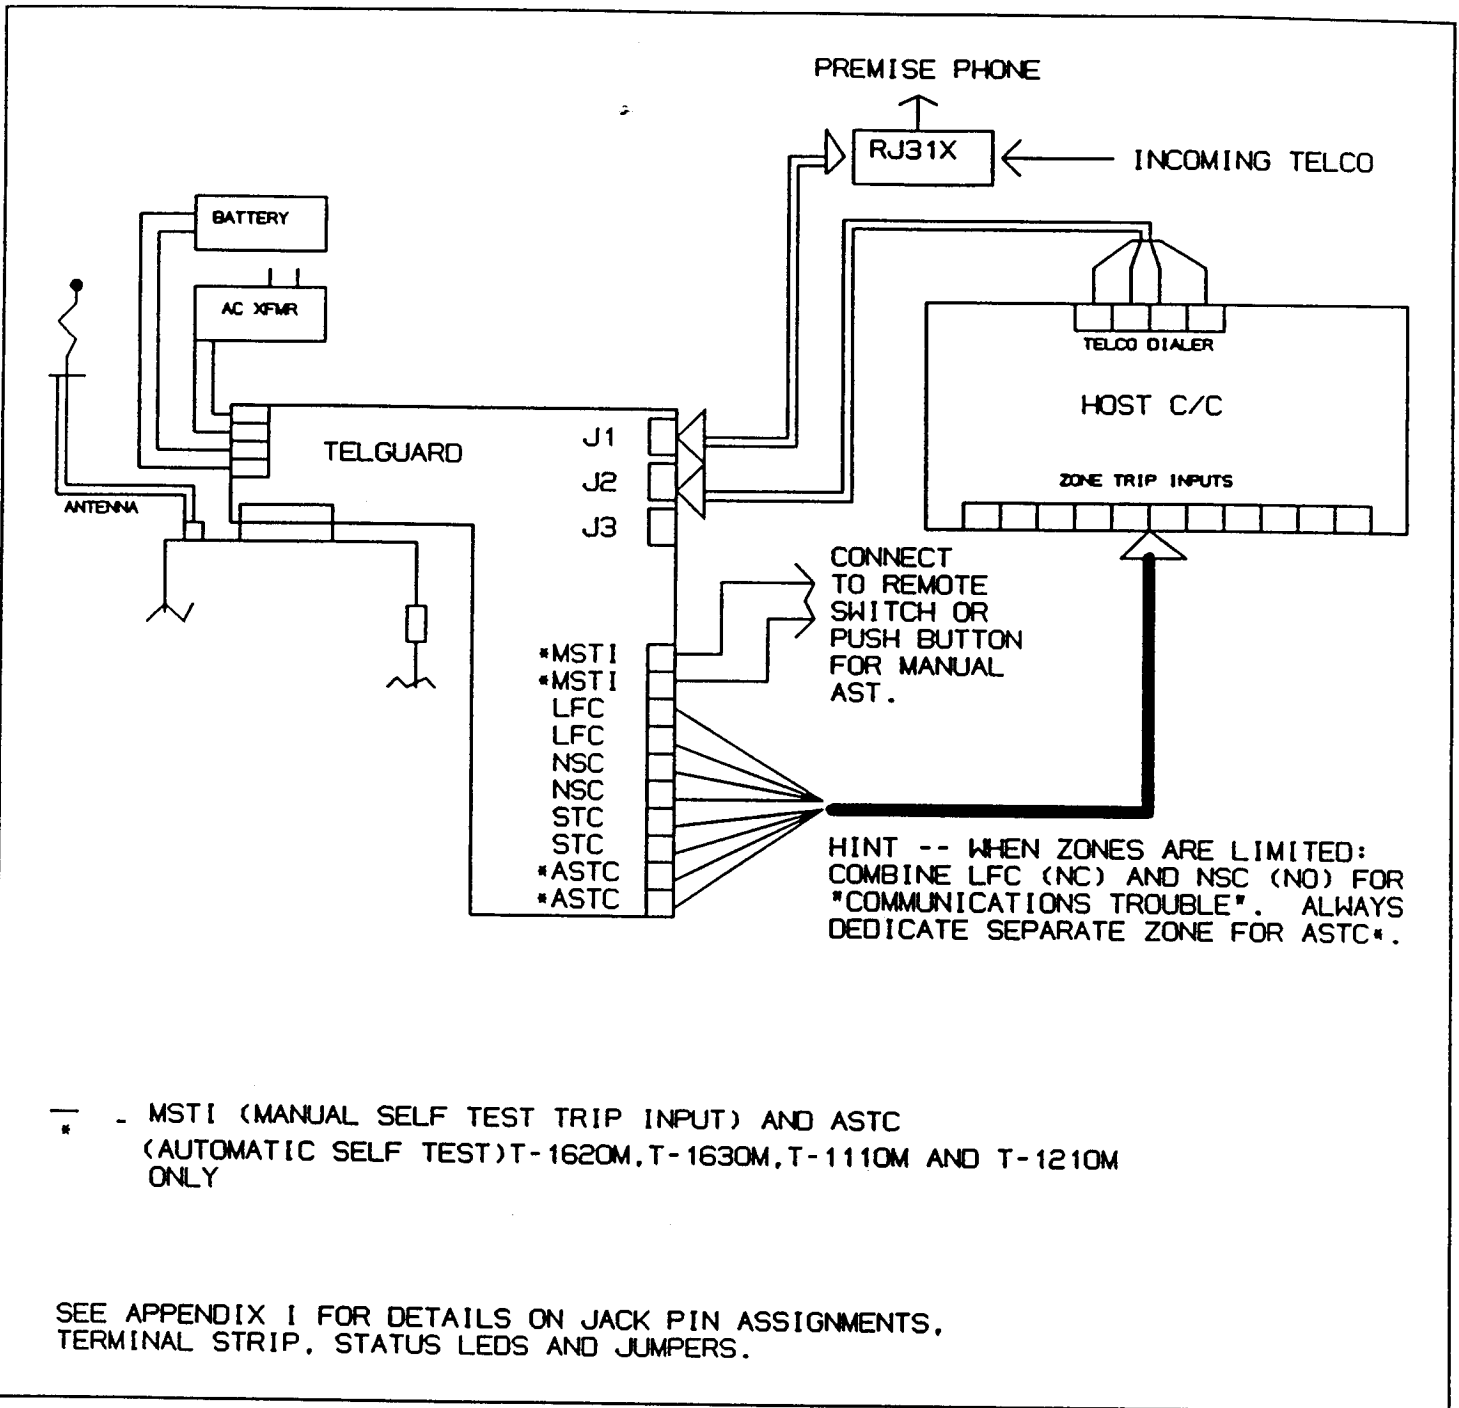 PREMISE PHONE
RJ31X
INCOMING TELCO
BATTERY
AC XFMR
TELCO DIALER
HOST C/C
ZONE TRIP INPUTS
TELGUARD
J1
J2
J3
ANTENNA
CONNECT
TO REMOTE
SWITCH OR
PUSH BUTTON
FOR MANUAL
AST.
*MSTI
*MSTI
LFC
LFC
NSC
NSC
STC
STC
*ASTC
*ASTC
HINT -- WHEN ZONES ARE LIMITED:
COMBINE LFC (NC) AND NSC (NO) FOR
"COMMUNICATIONS TROUBLE". ALWAYS
DEDICATE SEPARATE ZONE FOR ASTC*.
* - MSTI (MANUAL SELF TEST TRIP INPUT) AND ASTC
(AUTOMATIC SELF TEST)T-1620M,T-1630M,T-1110M AND T-1210M
ONLY
SEE APPENDIX I FOR DETAILS ON JACK PIN ASSIGNMENTS,
TERMINAL STRIP, STATUS LEDS AND JUMPERS.